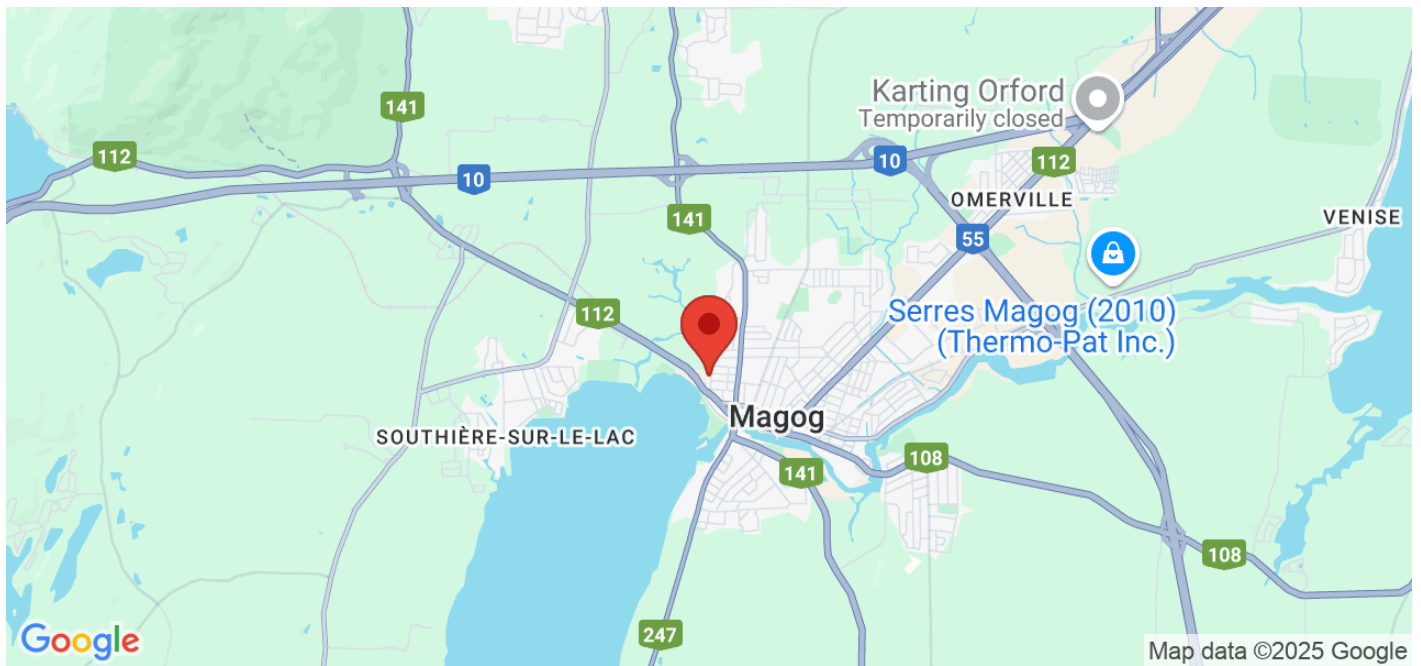 Karting Orford
Temporarily closed
141
112
112
10
10
OMERVILLE
VENISE
141
55
112
Serres Magog (2010)
(Thermo-Pat Inc.)
Magog
SOUTHIÈRE-SUR-LE-LAC
108
141
108
247
Google
Map data ©2025 Google